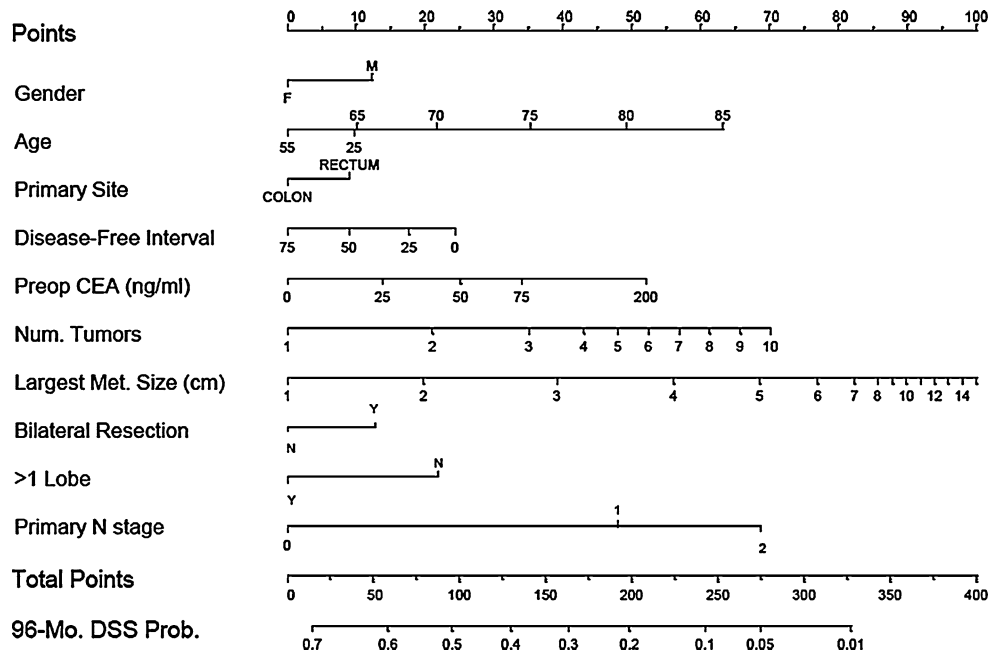 Points 0 10 20 30 40 50 60 70 80 90 100
Gender F M
Age 55 25 65 70 75 80 85
Primary Site COLON RECTUM
Disease-Free Interval 75 50 25 0
Preop CEA (ng/ml) 0 25 50 75 200
Num. Tumors 1 2 3 4 5 6 7 8 9 10
Largest Met. Size (cm) 1 2 3 4 5 6 7 8 10 12 14
Bilateral Resection N Y
>1 Lobe Y N
Primary N stage 0 1 2
Total Points 0 50 100 150 200 250 300 350 400
96-Mo. DSS Prob. 0.7 0.6 0.5 0.4 0.3 0.2 0.1 0.05 0.01